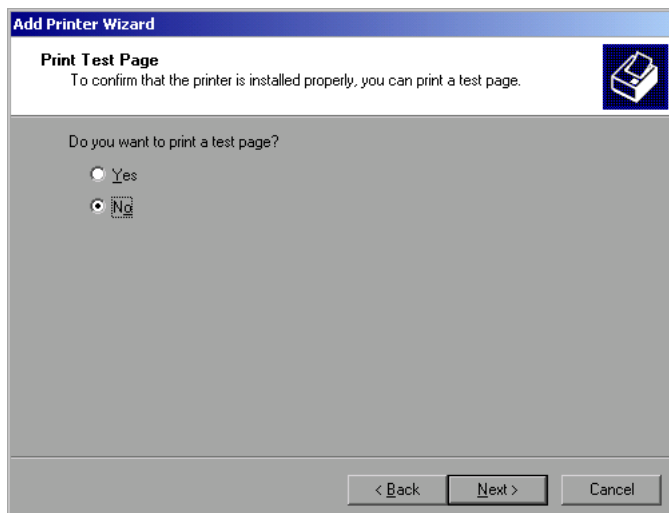 Add Printer Wizard
Print Test Page
To confirm that the printer is installed properly, you can print a test page.
Do you want to print a test page?
Yes
No
< Back
Next >
Cancel